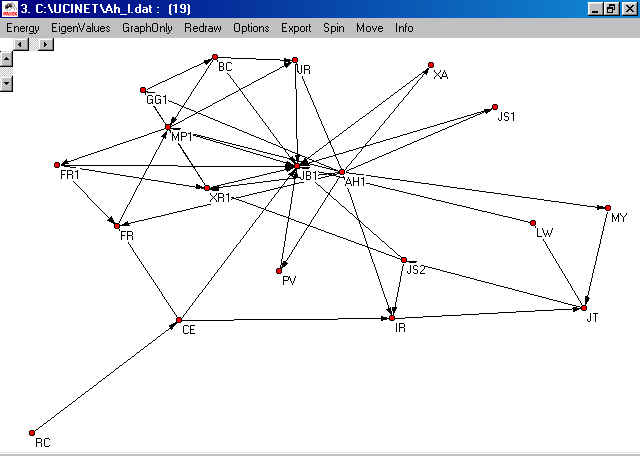 3. C:\UCINET\Ah_I.dat : (19)
Energy EigenValues GraphOnly Redraw Options Export Spin Move Info
BC
UR
XA
GG1
JS1
MP1
FR1
JB1
AH1
XR1
MY
FR
LW
JS2
PV
JT
CE
IR
RC